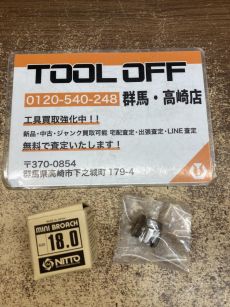 TOOL OFF
0120-540-248 群馬・高崎店
工具買取強化中！！
新品・中古・ジャンク買取可能 宅配査定・出張査定・LINE査定
無料で査定いたします！
〒370-0854
群馬県高崎市下之城町179-4
MINI BROACH
18.0
NITTO